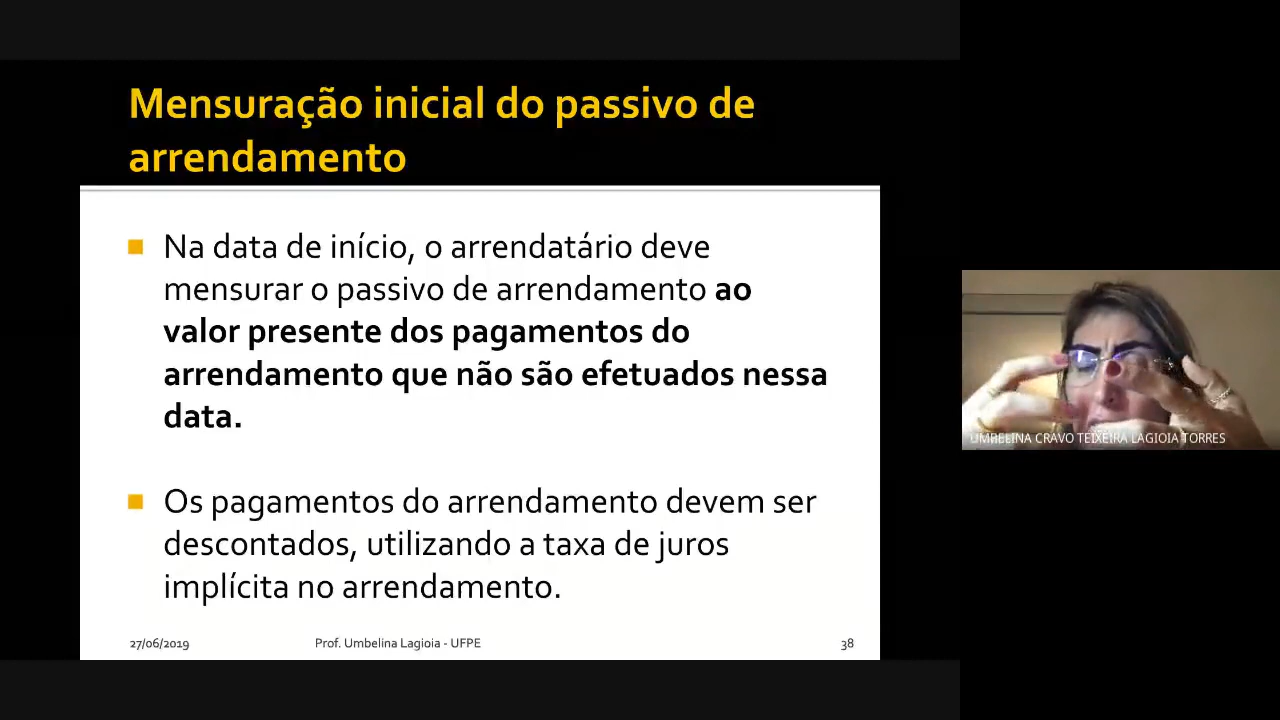 Mensuração inicial do passivo de
arrendamento
Na data de início, o arrendatário deve
mensurar o passivo de arrendamento ao
valor presente dos pagamentos do
arrendamento que não são efetuados nessa
data.
Os pagamentos do arrendamento devem ser
descontados, utilizando a taxa de juros
implícita no arrendamento.
27/06/2019 Prof. Umbelina Lagioia - UFPE 38
UMBELINA CRAVO TEIXEIRA LAGIOIA TORRES